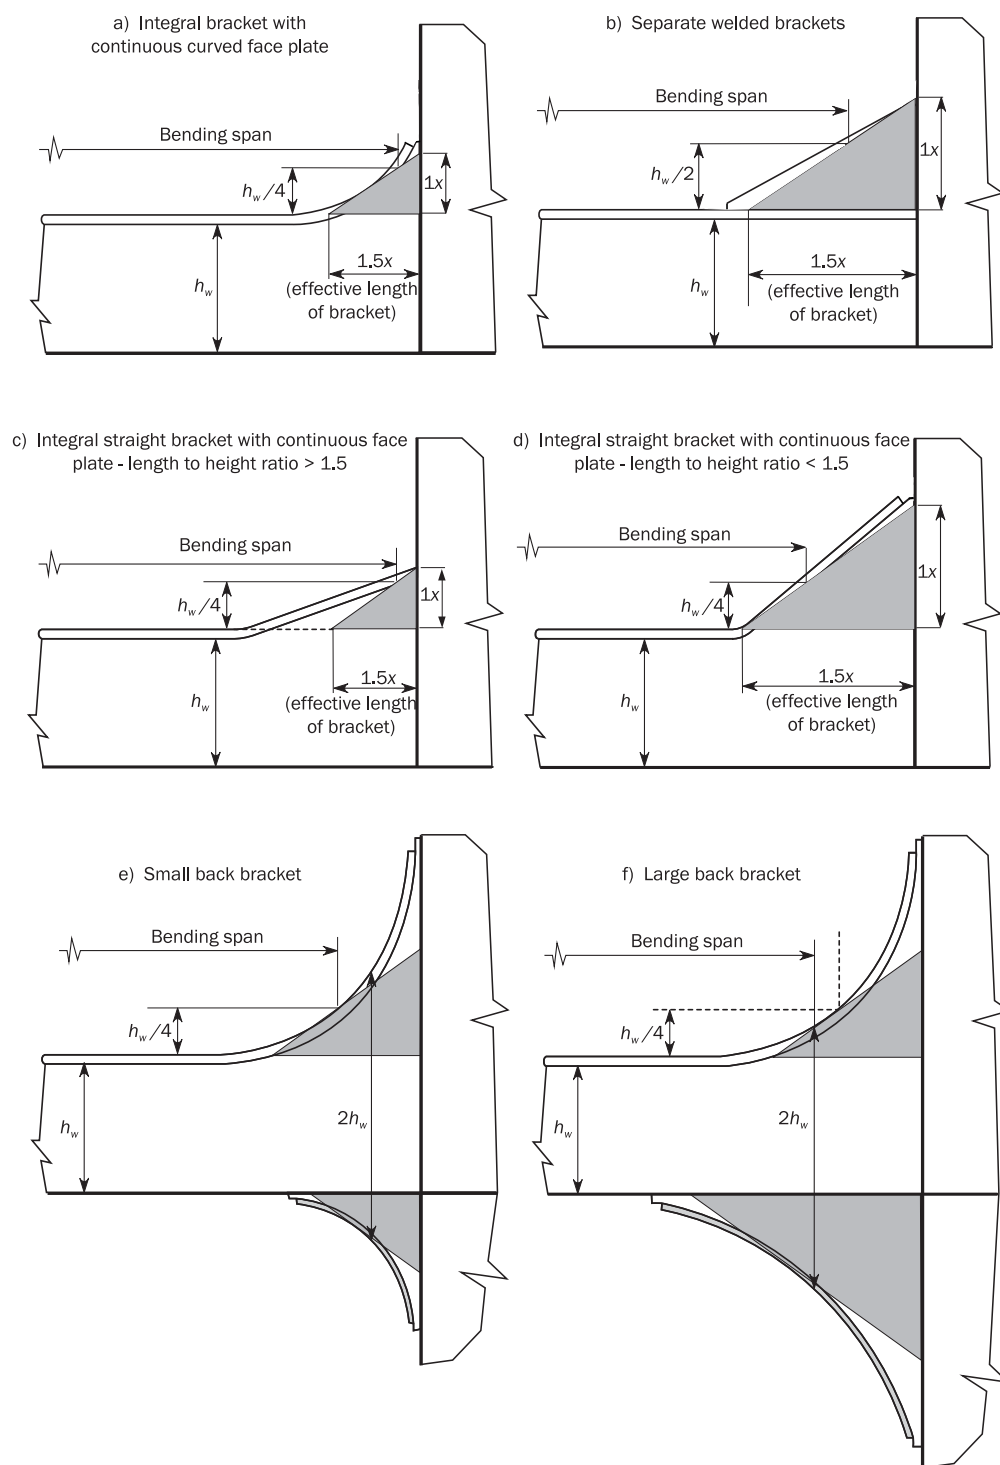 a) Integral bracket with
continuous curved face plate
Bending span
h_w/4
1x
h_w
1.5x
(effective length
of bracket)
b) Separate welded brackets
Bending span
h_w/2
1x
h_w
1.5x
(effective length
of bracket)
c) Integral straight bracket with continuous face
plate - length to height ratio > 1.5
Bending span
h_w/4
1x
h_w
1.5x
(effective length
of bracket)
d) Integral straight bracket with continuous face
plate - length to height ratio < 1.5
Bending span
h_w/4
1x
h_w
1.5x
(effective length
of bracket)
e) Small back bracket
Bending span
h_w/4
h_w
2h_w
f) Large back bracket
Bending span
h_w/4
h_w
2h_w